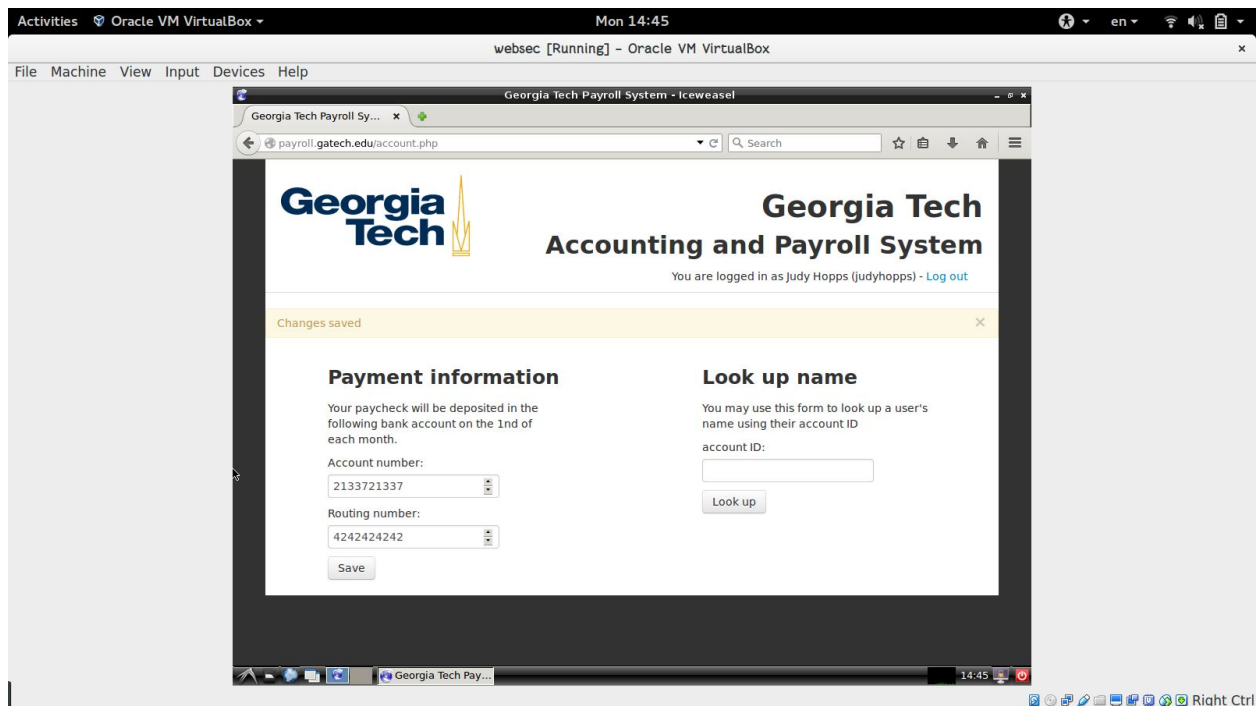 Activities Oracle VM VirtualBox Mon 14:45 en
websec [Running] - Oracle VM VirtualBox
File Machine View Input Devices Help
Georgia Tech Payroll System - Iceweasel
Georgia Tech Payroll Sy...
payroll.gatech.edu/account.php Search
Georgia
Tech
Georgia Tech
Accounting and Payroll System
You are logged in as Judy Hopps (judyhopps) - Log out
Changes saved
Payment information
Your paycheck will be deposited in the
following bank account on the 1nd of
each month.
Account number:
2133721337
Routing number:
4242424242
Save
Look up name
You may use this form to look up a user's
name using their account ID
account ID:
Look up
Georgia Tech Pay... 14:45
Right Ctrl